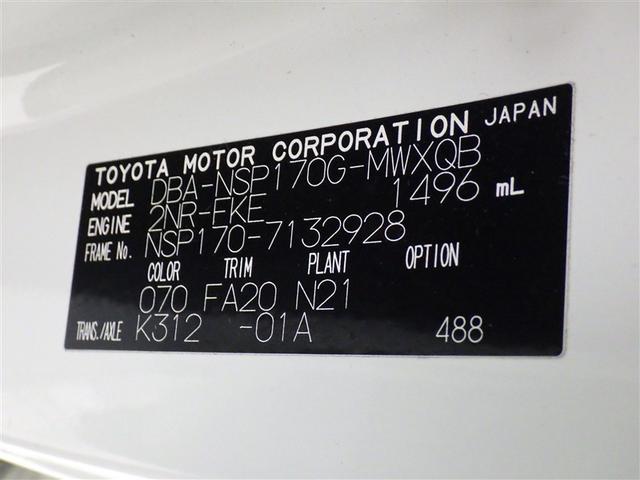 TOYOTA MOTOR CORPORATION JAPAN
MODEL DBA-NSP170G-MWXQB
ENGINE 2NR-FKE 1496 mL
FRAME No. NSP170-7132928
COLOR TRIM PLANT OPTION
070 FA20 N21
TRANS./AXLE K312 -01A 488